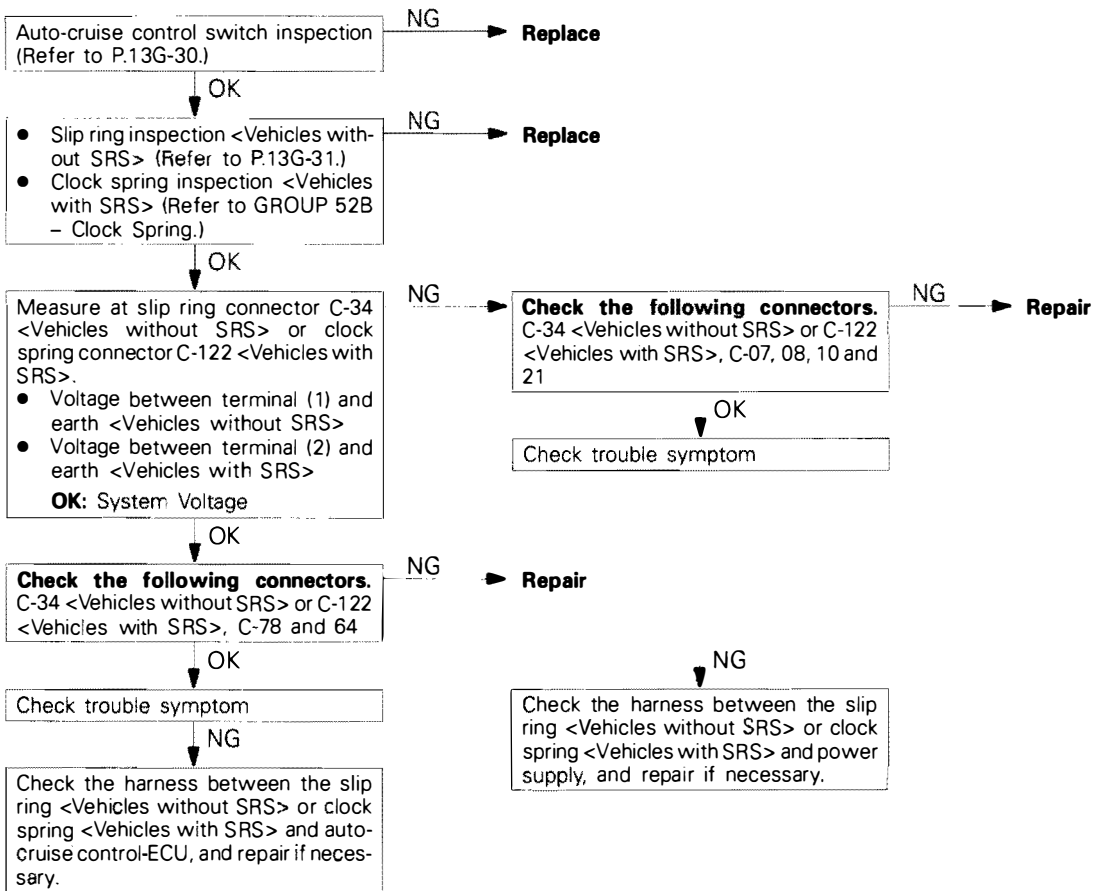 Auto-cruise control switch inspection
(Refer to P.13G-30.)
NG
Replace
OK
● Slip ring inspection <Vehicles with-
out SRS> (Refer to P.13G-31.)
● Clock spring inspection <Vehicles
with SRS> (Refer to GROUP 52B
– Clock Spring.)
NG
Replace
OK
Measure at slip ring connector C-34
<Vehicles without SRS> or clock
spring connector C-122 <Vehicles with
SRS>.
● Voltage between terminal (1) and
earth <Vehicles without SRS>
● Voltage between terminal (2) and
earth <Vehicles with SRS>
OK: System Voltage
NG
Check the following connectors.
C-34 <Vehicles without SRS> or C-122
<Vehicles with SRS>, C-07, 08, 10 and
21
NG
Repair
OK
Check trouble symptom
OK
Check the following connectors.
C-34 <Vehicles without SRS> or C-122
<Vehicles with SRS>, C-78 and 64
NG
Repair
OK
Check trouble symptom
NG
Check the harness between the slip
ring <Vehicles without SRS> or clock
spring <Vehicles with SRS> and power
supply, and repair if necessary.
NG
Check the harness between the slip
ring <Vehicles without SRS> or clock
spring <Vehicles with SRS> and auto-
cruise control-ECU, and repair if neces-
sary.